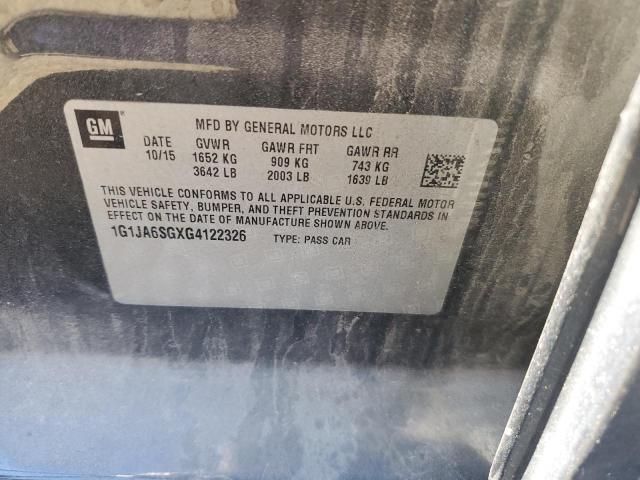 GM
MFD BY GENERAL MOTORS LLC
DATE GVWR GAWR FRT GAWR RR
10/15 1652 KG 909 KG 743 KG
3642 LB 2003 LB 1639 LB
THIS VEHICLE CONFORMS TO ALL APPLICABLE U.S. FEDERAL MOTOR
VEHICLE SAFETY, BUMPER, AND THEFT PREVENTION STANDARDS IN
EFFECT ON THE DATE OF MANUFACTURE SHOWN ABOVE.
1G1JA6SGXG4122326 TYPE: PASS CAR